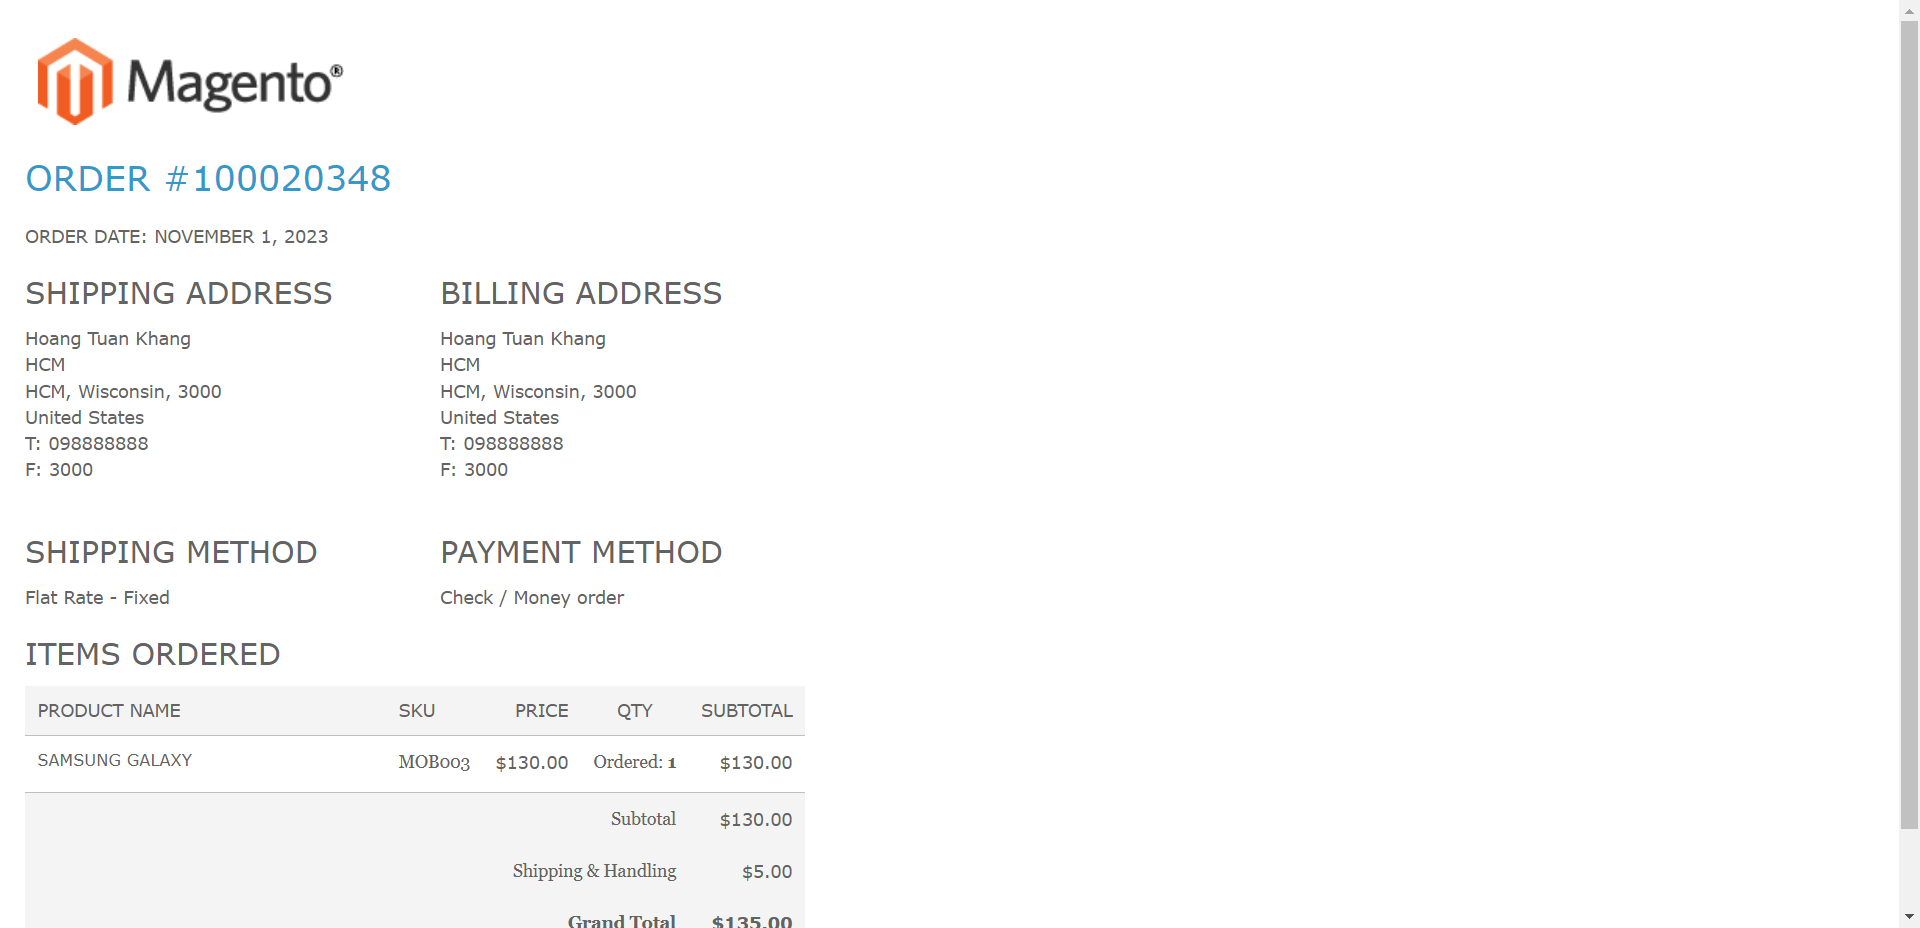 Magento®
ORDER #100020348
ORDER DATE: NOVEMBER 1, 2023
SHIPPING ADDRESS
Hoang Tuan Khang
HCM
HCM, Wisconsin, 3000
United States
T: 098888888
F: 3000
BILLING ADDRESS
Hoang Tuan Khang
HCM
HCM, Wisconsin, 3000
United States
T: 098888888
F: 3000
SHIPPING METHOD
Flat Rate - Fixed
PAYMENT METHOD
Check / Money order
ITEMS ORDERED
PRODUCT NAME SKU PRICE QTY SUBTOTAL
SAMSUNG GALAXY MOB003 $130.00 Ordered: 1 $130.00
Subtotal $130.00
Shipping & Handling $5.00
Grand Total $135.00